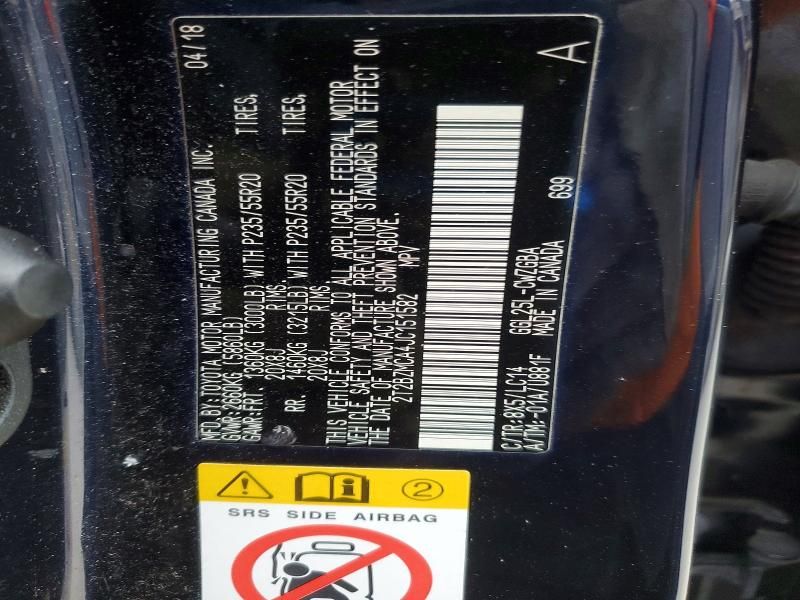 MFD. BY: TOYOTA MOTOR MANUFACTURING CANADA INC. 04/18
GVWR: 2660KG (5860LB)
GAWR: FRT. 1360KG (3000LB) WITH P235/55R20 TIRES,
20X8J RIMS,
RR. 1460KG (3215LB) WITH P235/55R20 TIRES,
20X8J RIMS,
THIS VEHICLE CONFORMS TO ALL APPLICABLE FEDERAL MOTOR
VEHICLE SAFETY AND THEFT PREVENTION STANDARDS IN EFFECT ON
THE DATE OF MANUFACTURE SHOWN ABOVE.
2T2BZMCA4JC151582 MPV
C/TR: 8X5/LC14 GGL25L-CWZGBA 699 A
A/TM: -01A/U881F MADE IN CANADA
2
SRS SIDE AIRBAG